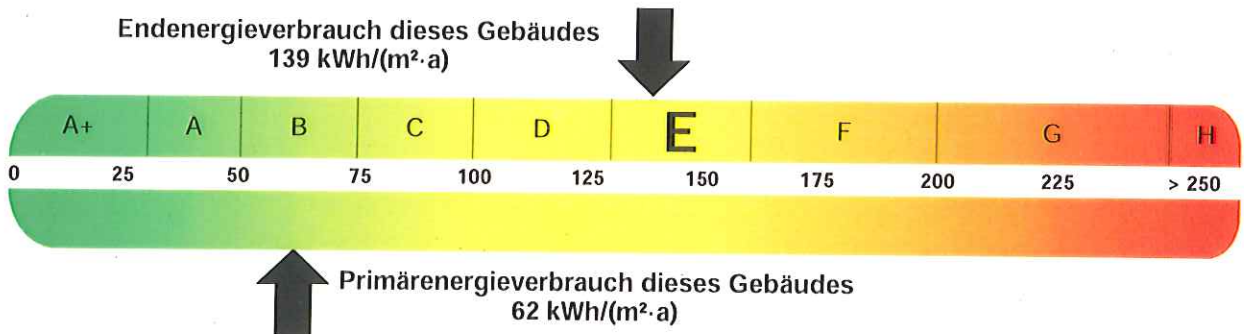 Endenergieverbrauch dieses Gebäudes
139 kWh/(m²·a)
A+ A B C D E F G H
0 25 50 75 100 125 150 175 200 225 > 250
Primärenergieverbrauch dieses Gebäudes
62 kWh/(m²·a)